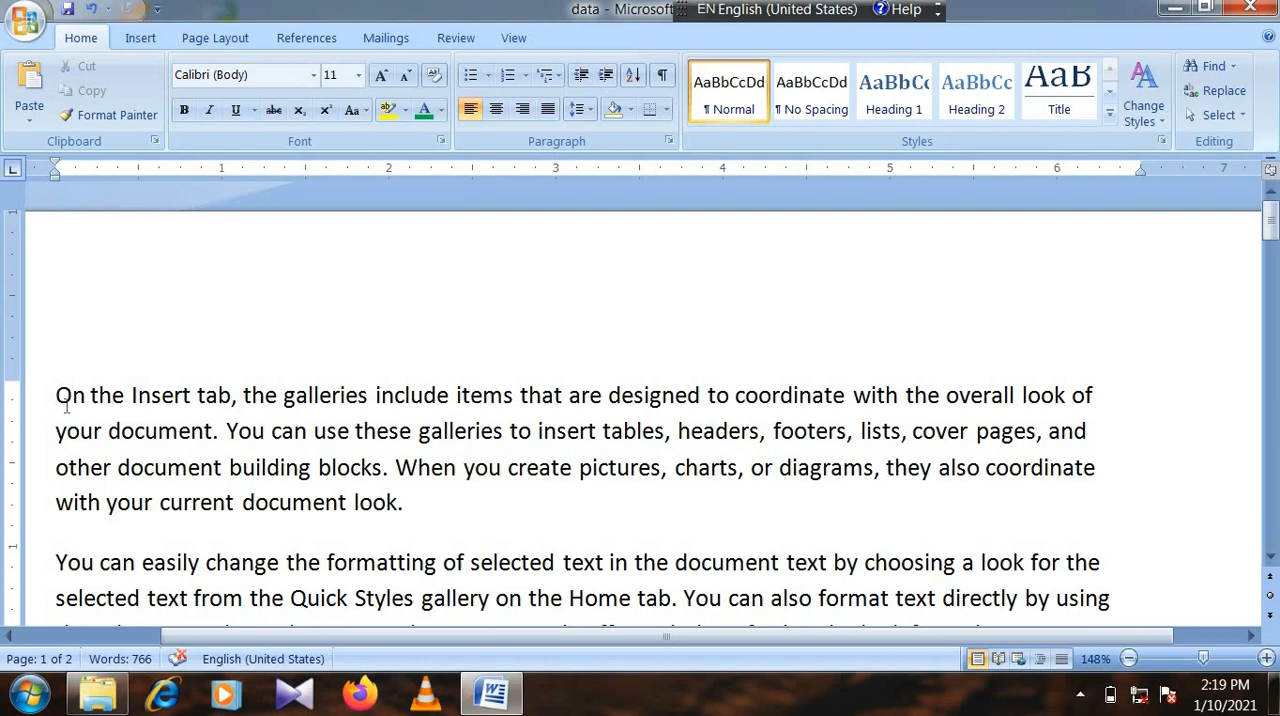 data - Microsoft
EN English (United States) Help
Home Insert Page Layout References Mailings Review View
Paste
Cut
Copy
Format Painter
Clipboard
Calibri (Body) 11
Font
Paragraph
AaBbCcDd AaBbCcDd AaBbCc AaBbCc AaB
¶ Normal ¶ No Spacing Heading 1 Heading 2 Title
Change
Styles
Styles
Find
Replace
Select
Editing
1 2 3 4 5 6 7
On the Insert tab, the galleries include items that are designed to coordinate with the overall look of
your document. You can use these galleries to insert tables, headers, footers, lists, cover pages, and
other document building blocks. When you create pictures, charts, or diagrams, they also coordinate
with your current document look.
You can easily change the formatting of selected text in the document text by choosing a look for the
selected text from the Quick Styles gallery on the Home tab. You can also format text directly by using
Page: 1 of 2 Words: 766 English (United States) 148%
2:19 PM
1/10/2021